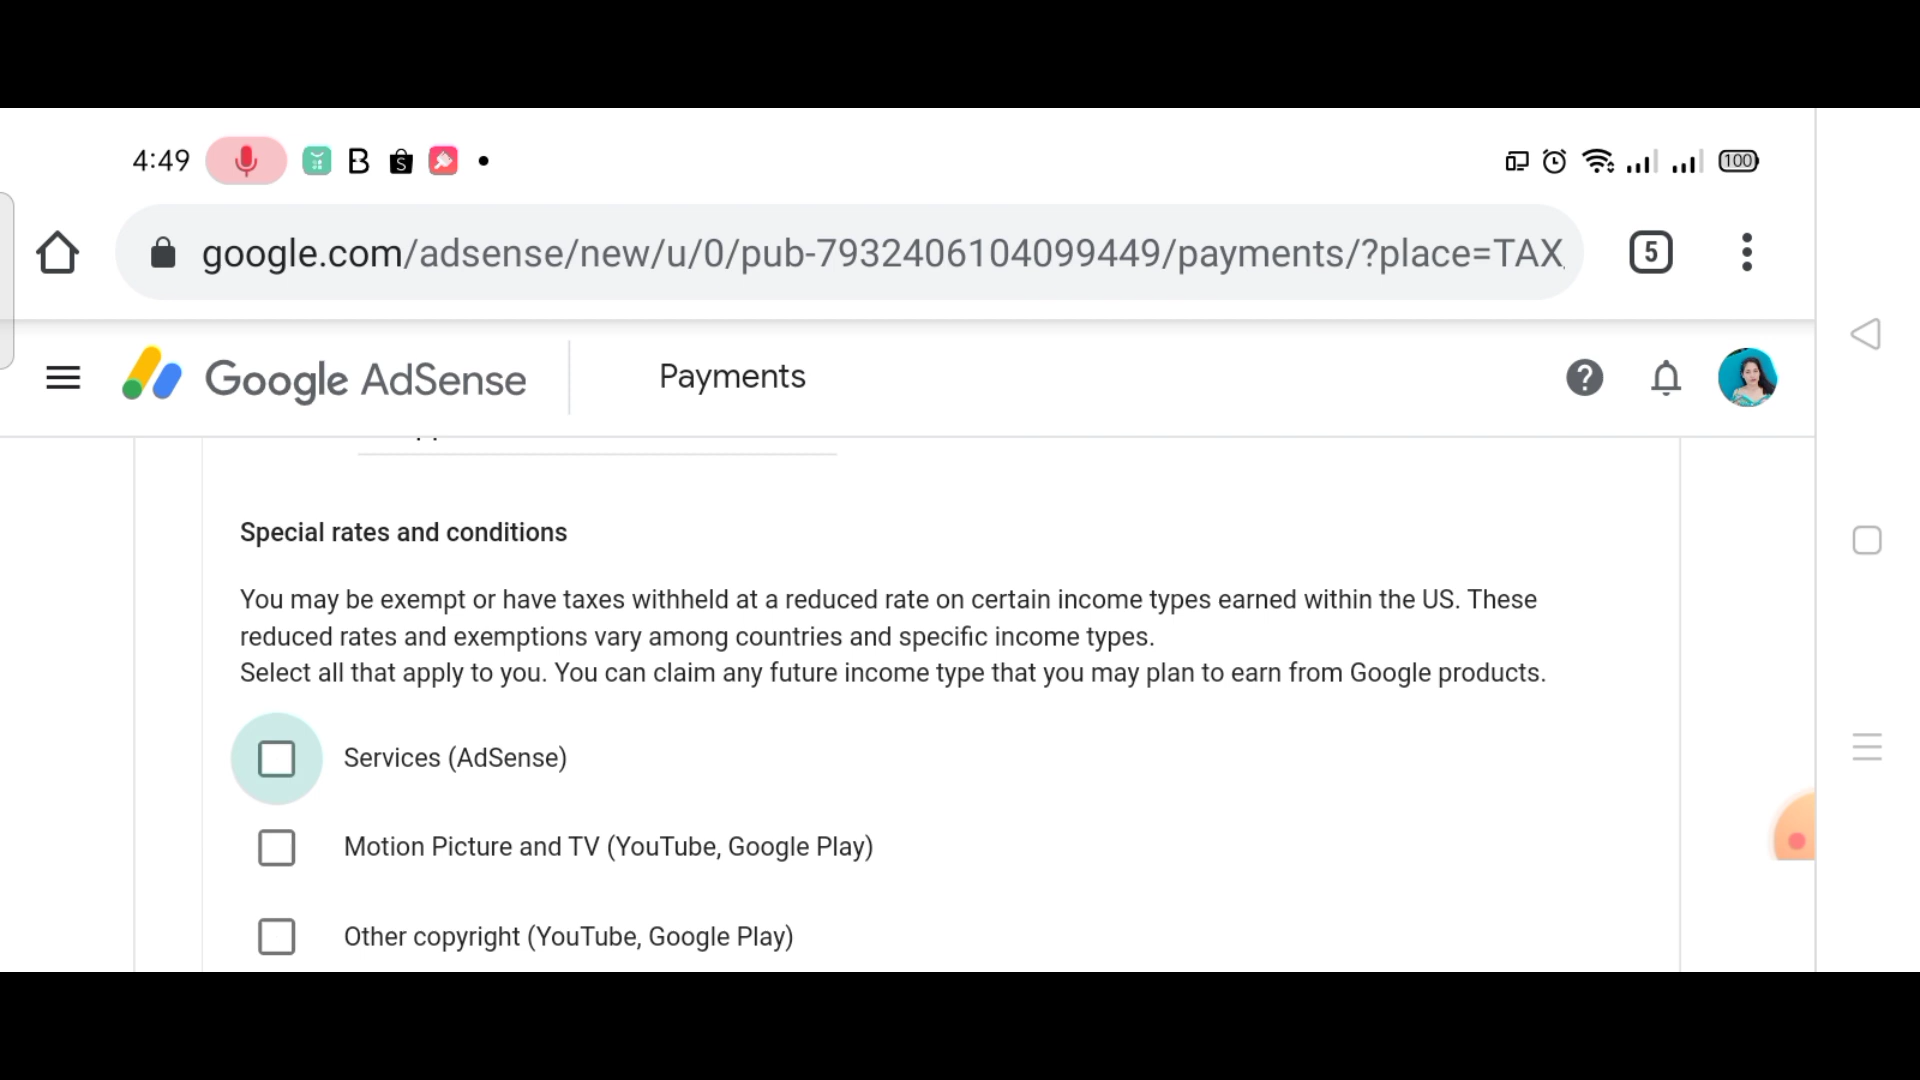 4:49 B S 100
google.com/adsense/new/u/0/pub-7932406104099449/payments/?place=TAX
5
Google AdSense Payments
Special rates and conditions
You may be exempt or have taxes withheld at a reduced rate on certain income types earned within the US. These
reduced rates and exemptions vary among countries and specific income types.
Select all that apply to you. You can claim any future income type that you may plan to earn from Google products.
Services (AdSense)
Motion Picture and TV (YouTube, Google Play)
Other copyright (YouTube, Google Play)